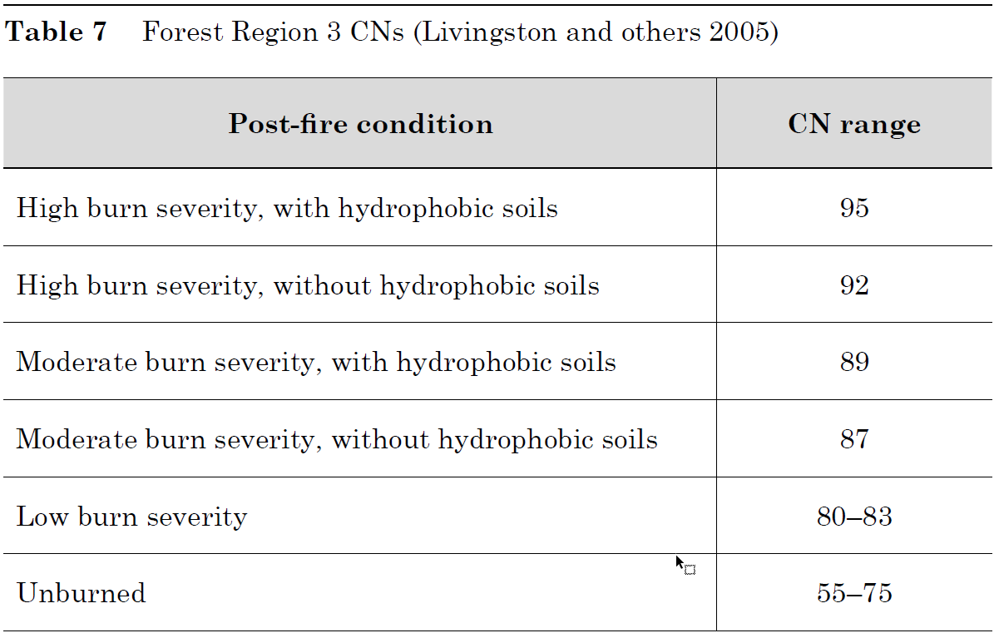 Table 7 Forest Region 3 CNs (Livingston and others 2005)
Post-fire condition CN range
High burn severity, with hydrophobic soils 95
High burn severity, without hydrophobic soils 92
Moderate burn severity, with hydrophobic soils 89
Moderate burn severity, without hydrophobic soils 87
Low burn severity 80–83
Unburned 55–75